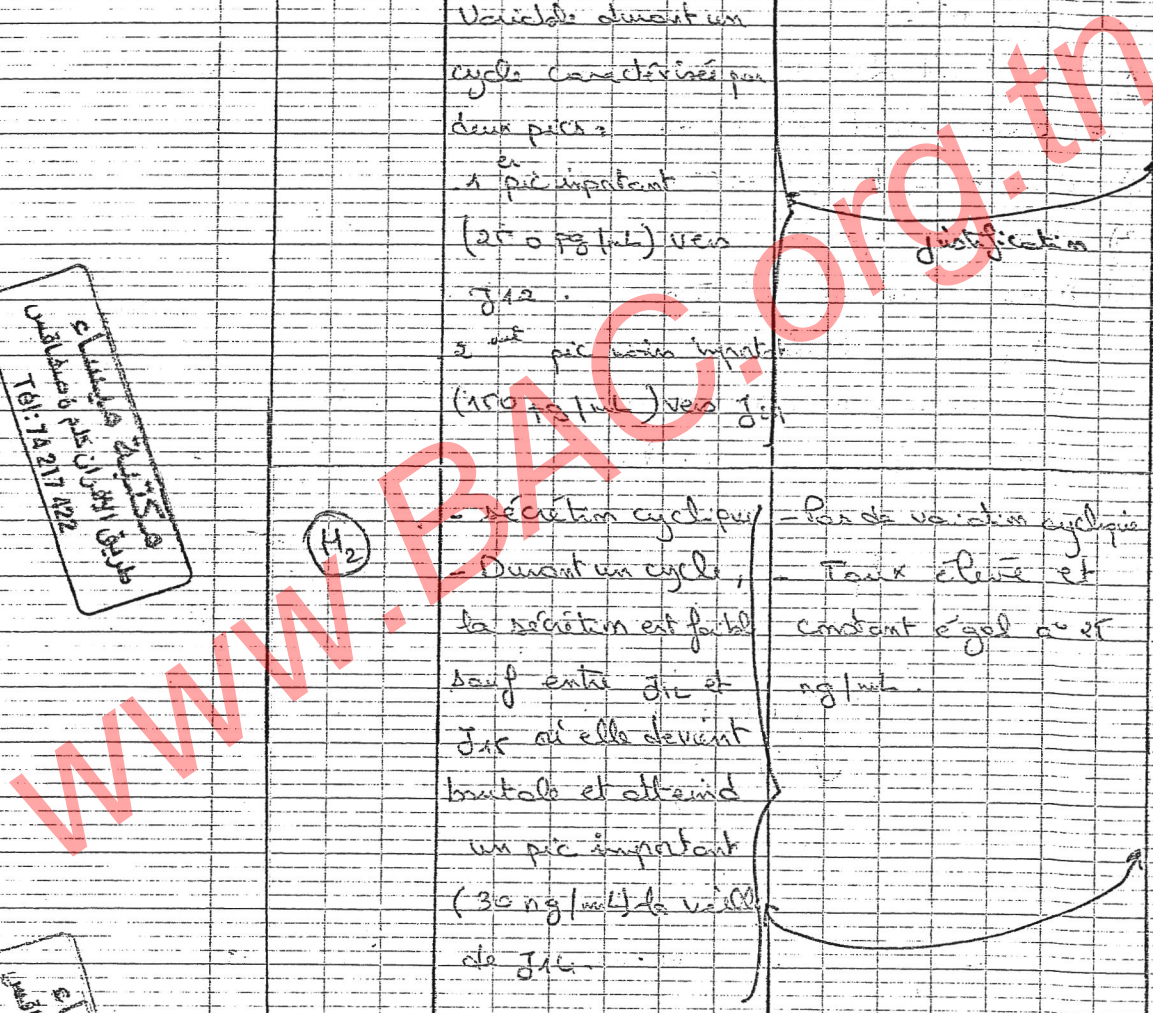 Variable durant un
cycle caractérisée par
deux pics :
1er pic important
(250 pg/mL) vers
J12.
justification
2ème pic moins important
(150 pg/mL) vers J21
H2
- Sécrétion cyclique
- Durant un cycle,
la sécrétion est faible
sauf entre J12 et
J15 où elle devient
brutale et atteind
un pic important
(30 ng/mL) la veille
de J14.
- Pas de variation cyclique
- Taux élevé et
constant égal à 25
ng/mL.
www.BAC.org.tn
مكتبة
طريق الأفران كلم 6 صفاقس
Tél: 74 217 422